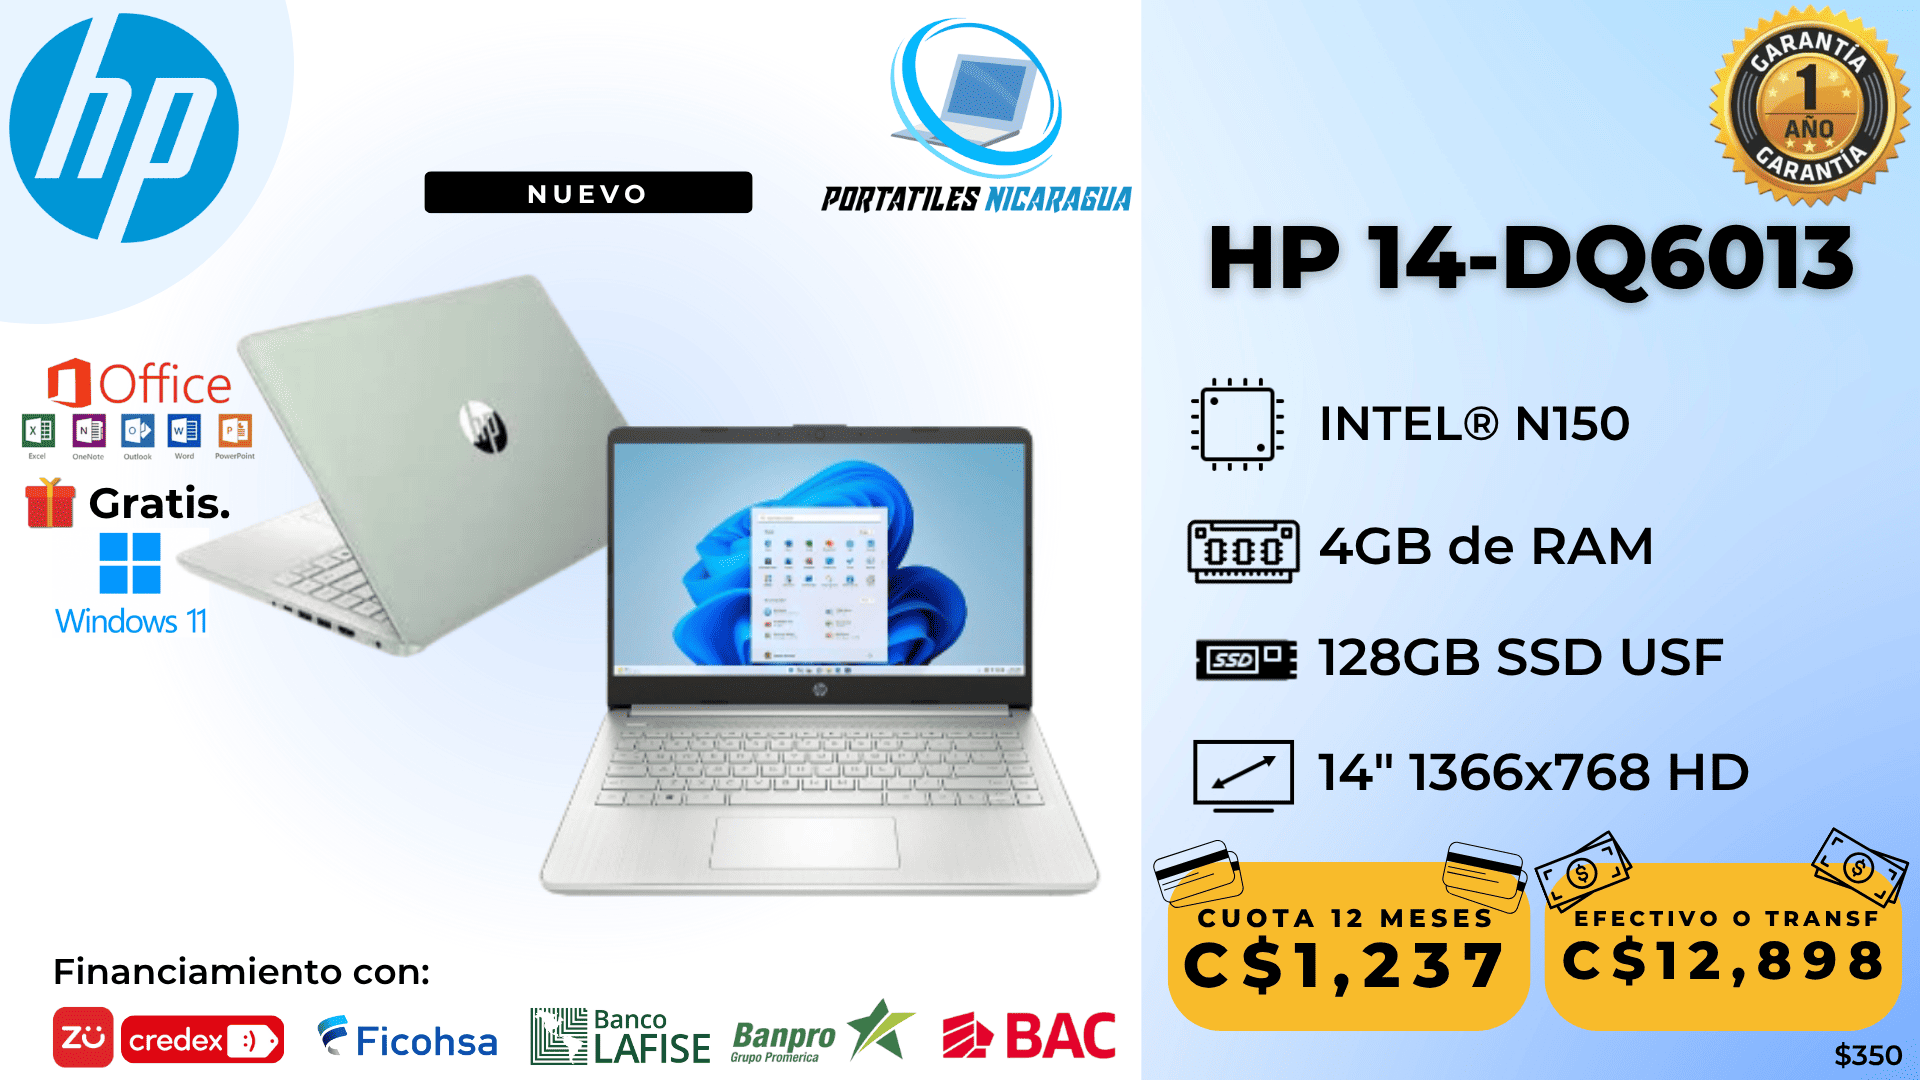 hp
NUEVO
PORTATILES NICARAGUA
GARANTÍA
1
AÑO
GARANTÍA
HP 14-DQ6013
Office
Excel
OneNote
Outlook
Word
PowerPoint
Gratis.
Windows 11
INTEL® N150
4GB de RAM
SSD
128GB SSD USF
14" 1366x768 HD
CUOTA 12 MESES
C$1,237
EFECTIVO O TRANSF
C$12,898
$350
Financiamiento con:
zū
credex :)
Ficohsa
Banco
LAFISE
Banpro
Grupo Promerica
BAC